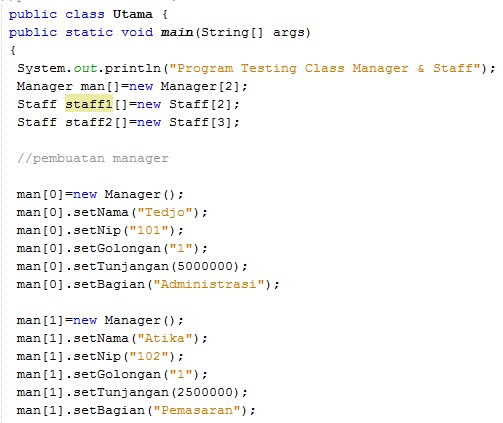 public class Utama {
public static void main(String[] args)
{
System.out.println("Program Testing Class Manager & Staff");
Manager man[]=new Manager[2];
Staff staff1[]=new Staff[2];
Staff staff2[]=new Staff[3];
//pembuatan manager
man[0]=new Manager();
man[0].setNama("Tedjo");
man[0].setNip("101");
man[0].setGolongan("1");
man[0].setTunjangan(5000000);
man[0].setBagian("Administrasi");
man[1]=new Manager();
man[1].setNama("Atika");
man[1].setNip("102");
man[1].setGolongan("1");
man[1].setTunjangan(2500000);
man[1].setBagian("Pemasaran");